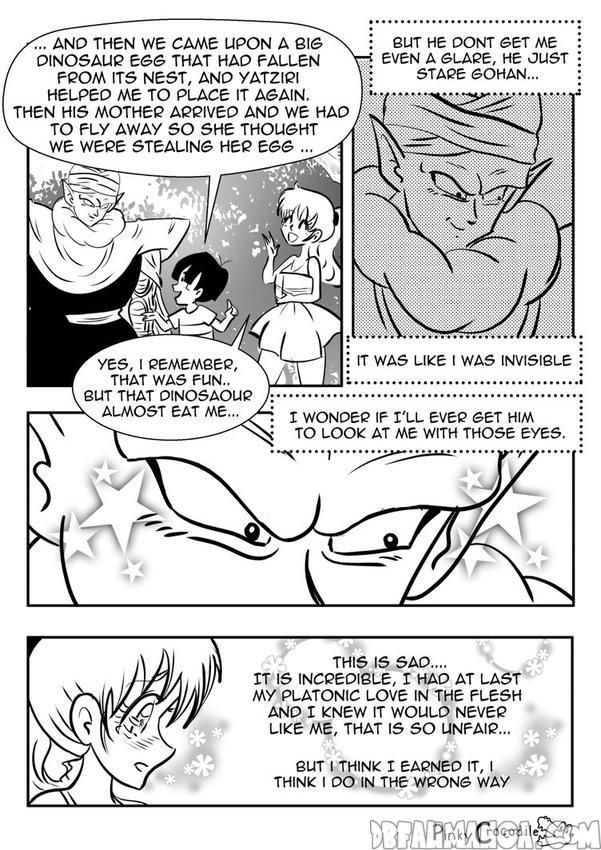 ... AND THEN WE CAME UPON A BIG
DINOSAUR EGG THAT HAD FALLEN
FROM ITS NEST, AND YATZIRI
HELPED ME TO PLACE IT AGAIN.
THEN HIS MOTHER ARRIVED AND WE HAD
TO FLY AWAY SO SHE THOUGHT
WE WERE STEALING HER EGG ...
BUT HE DONT GET ME
EVEN A GLARE, HE JUST
STARE GOHAN...
IT WAS LIKE I WAS INVISIBLE
YES, I REMEMBER,
THAT WAS FUN..
BUT THAT DINOSAOUR
ALMOST EAT ME...
I WONDER IF I'LL EVER GET HIM
TO LOOK AT ME WITH THOSE EYES.
THIS IS SAD....
IT IS INCREDIBLE, I HAD AT LAST
MY PLATONIC LOVE IN THE FLESH
AND I KNEW IT WOULD NEVER
LIKE ME, THAT IS SO UNFAIR...
BUT I THINK I EARNED IT, I
THINK I DO IN THE WRONG WAY
Pinky Crocodile
DBFANMANGA.COM